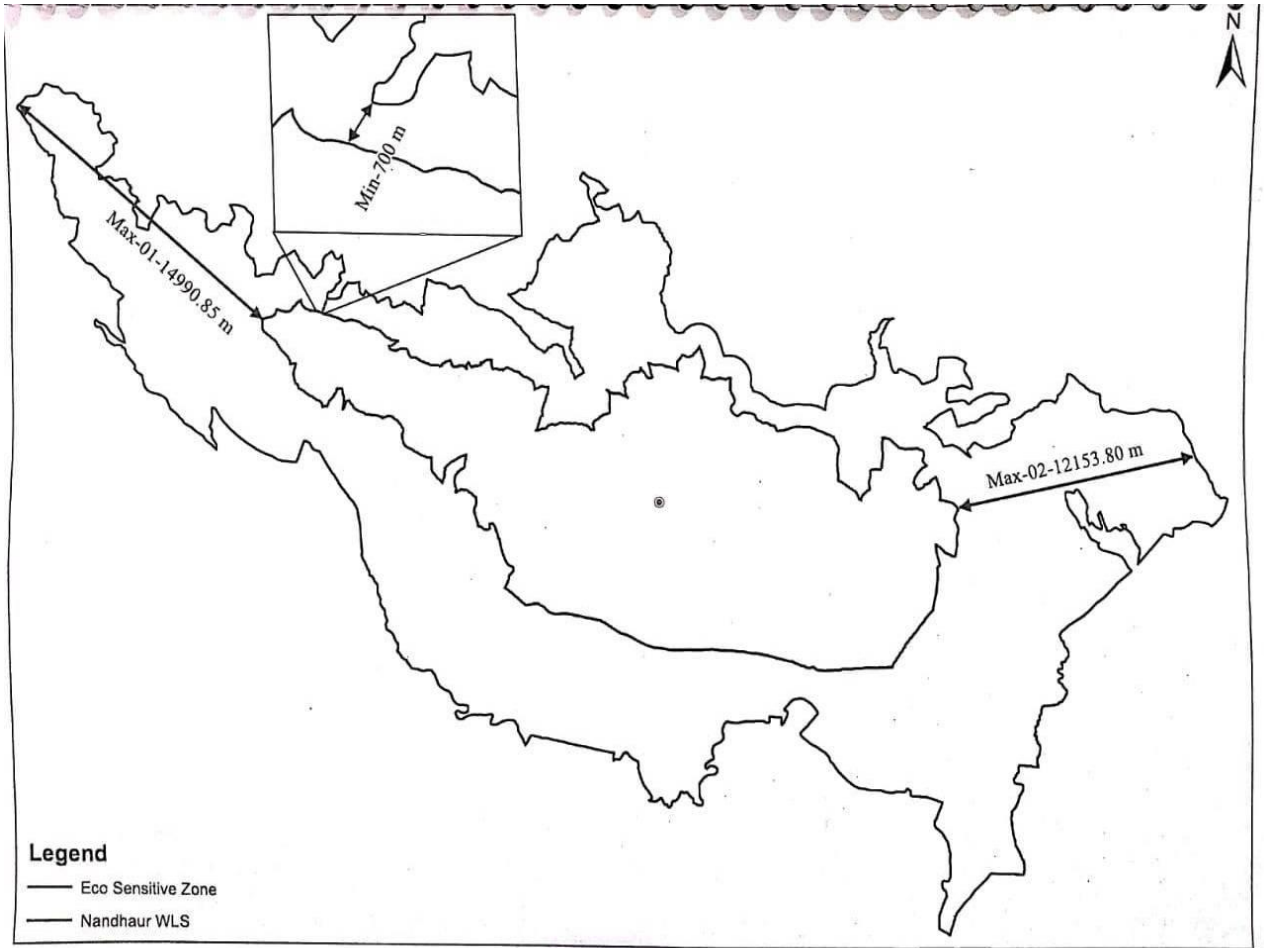 N
Min-700 m
Max-01-14990.85 m
Max-02-12153.80 m
Legend
Eco Sensitive Zone
Nandhaur WLS